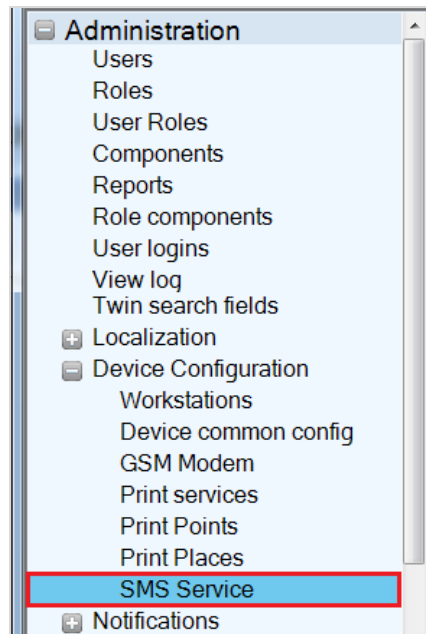 Administration
Users
Roles
User Roles
Components
Reports
Role components
User logins
View log
Twin search fields
Localization
Device Configuration
Workstations
Device common config
GSM Modem
Print services
Print Points
Print Places
SMS Service
Notifications